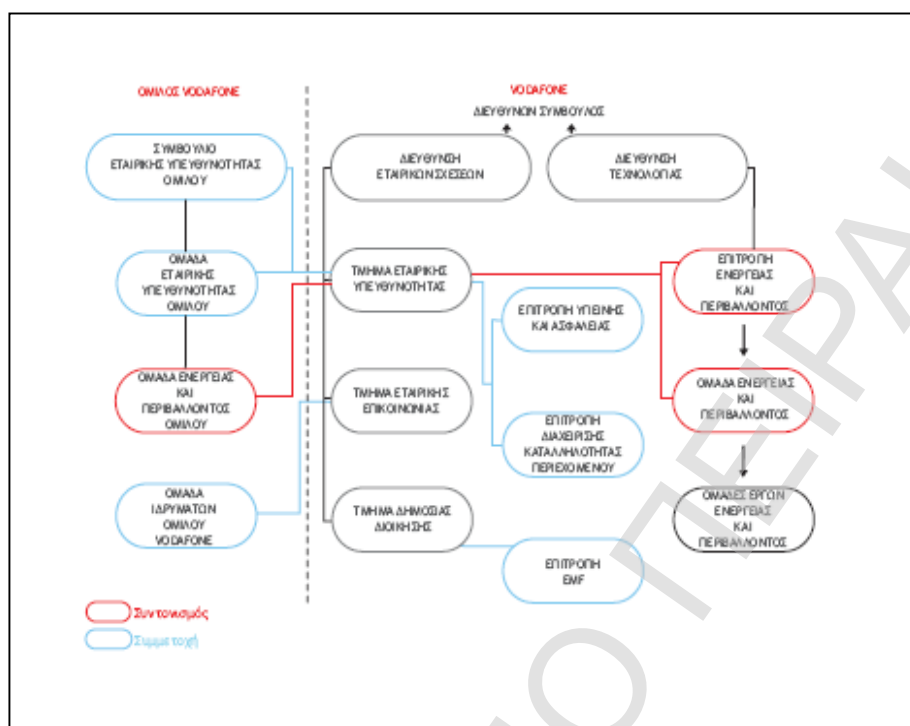 ΟΜΙΛΟΣ VODAFONE
ΣΥΜΒΟΥΛΙΟ
ΕΤΑΙΡΙΚΗΣ ΥΠΕΥΘΥΝΟΤΗΤΑΣ
ΟΜΙΛΟΥ
ΟΜΑΔΑ
ΕΤΑΙΡΙΚΗΣ
ΥΠΕΥΘΥΝΟΤΗΤΑΣ
ΟΜΙΛΟΥ
ΟΜΑΔΑ ΕΝΕΡΓΕΙΑΣ
ΚΑΙ
ΠΕΡΙΒΑΛΛΟΝΤΟΣ
ΟΜΙΛΟΥ
ΟΜΑΔΑ
ΙΔΡΥΜΑΤΩΝ
ΟΜΙΛΟΥ
VODAFONE
VODAFONE
ΔΙΕΥΘΥΝΩΝ ΣΥΜΒΟΥΛΟΣ
ΔΙΕΥΘΥΝΣΗ
ΕΤΑΙΡΙΚΩΝ ΣΧΕΣΕΩΝ
ΔΙΕΥΘΥΝΣΗ
ΤΕΧΝΟΛΟΓΙΑΣ
ΤΜΗΜΑ ΕΤΑΙΡΙΚΗΣ
ΥΠΕΥΘΥΝΟΤΗΤΑΣ
ΕΠΙΤΡΟΠΗ ΥΓΙΕΙΝΗΣ
ΚΑΙ ΑΣΦΑΛΕΙΑΣ
ΤΜΗΜΑ ΕΤΑΙΡΙΚΗΣ
ΕΠΙΚΟΙΝΩΝΙΑΣ
ΕΠΙΤΡΟΠΗ
ΔΙΑΧΕΙΡΙΣΗΣ
ΚΑΤΑΛΛΗΛΟΤΗΤΑΣ
ΠΕΡΙΕΧΟΜΕΝΟΥ
ΤΜΗΜΑ ΔΗΜΟΣΙΑΣ
ΔΙΟΙΚΗΣΗΣ
ΕΠΙΤΡΟΠΗ
EMF
ΕΠΙΤΡΟΠΗ
ΕΝΕΡΓΕΙΑΣ
ΚΑΙ
ΠΕΡΙΒΑΛΛΟΝΤΟΣ
ΟΜΑΔΑ ΕΝΕΡΓΕΙΑΣ
ΚΑΙ
ΠΕΡΙΒΑΛΛΟΝΤΟΣ
ΟΜΑΔΕΣ ΕΡΓΩΝ
ΕΝΕΡΓΕΙΑΣ
ΚΑΙ
ΠΕΡΙΒΑΛΛΟΝΤΟΣ
Συντονισμός
Συμμετοχή